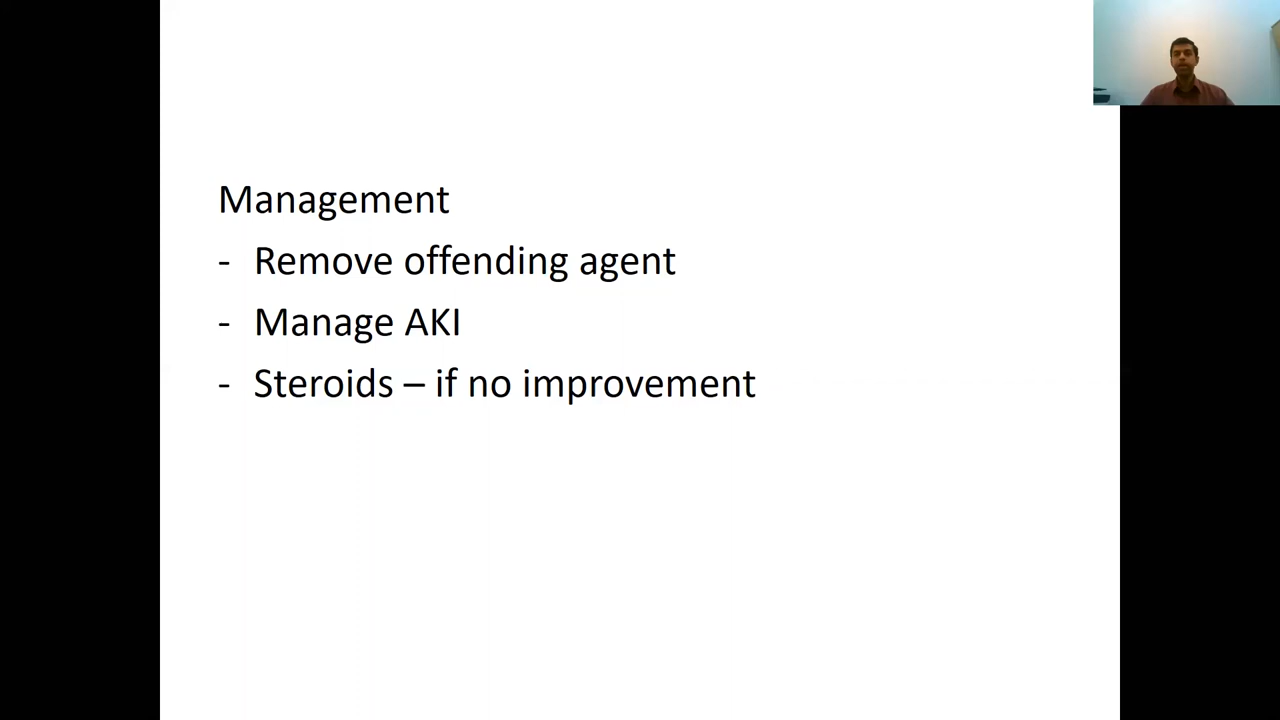 Management
- Remove offending agent
- Manage AKI
- Steroids – if no improvement